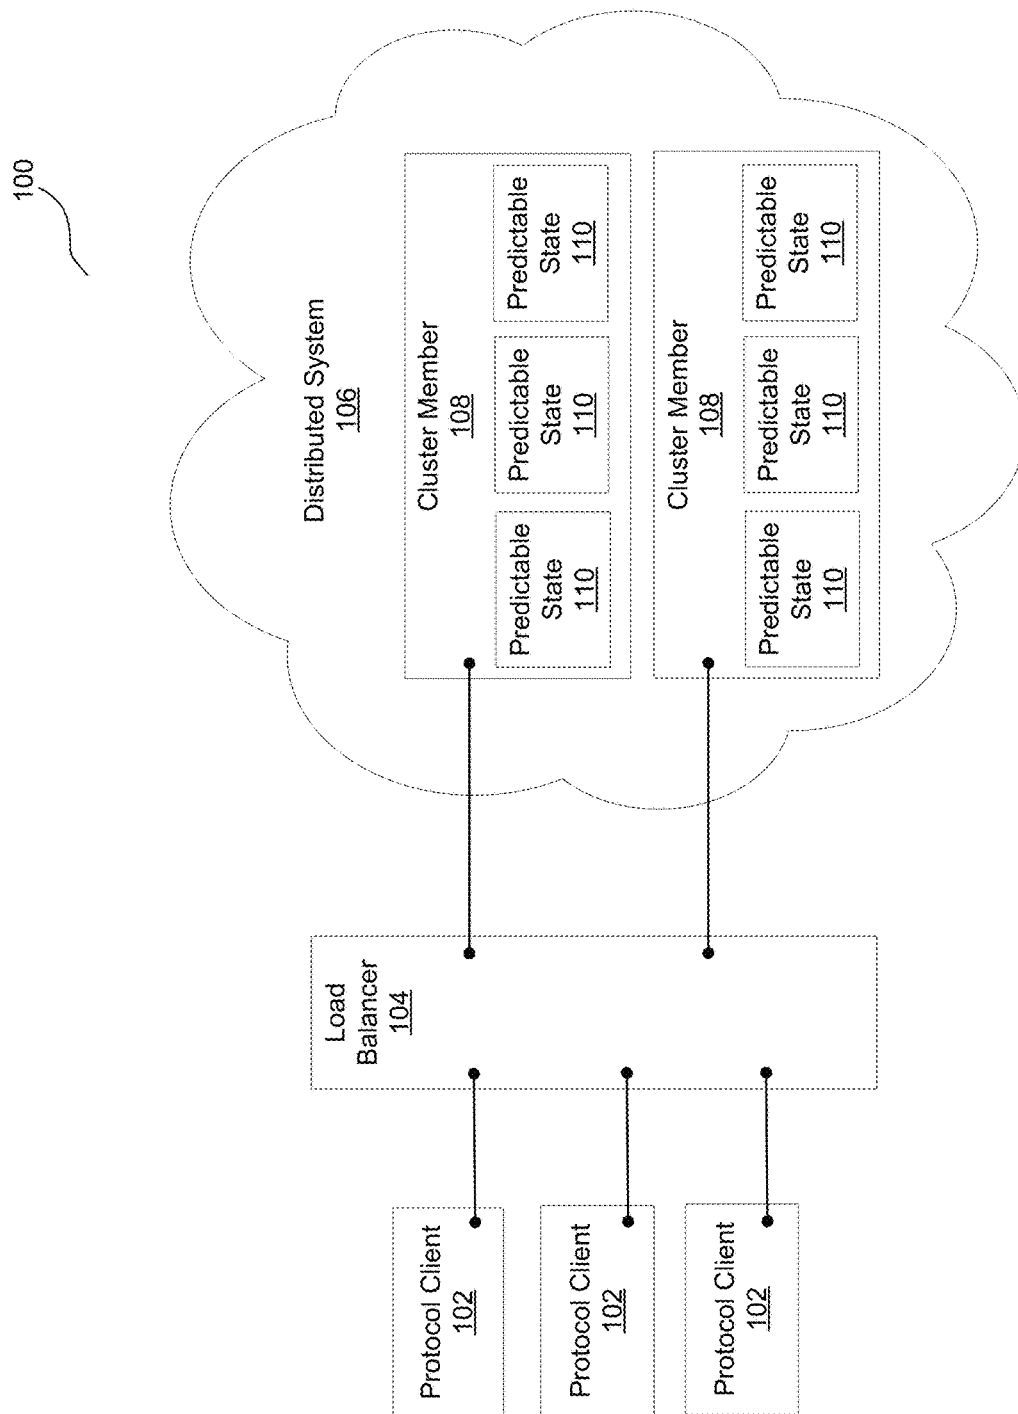 100
Distributed System
106
Cluster Member
108
Predictable
State
110
Predictable
State
110
Predictable
State
110
Cluster Member
108
Predictable
State
110
Predictable
State
110
Predictable
State
110
Load
Balancer
104
Protocol Client
102
Protocol Client
102
Protocol Client
102